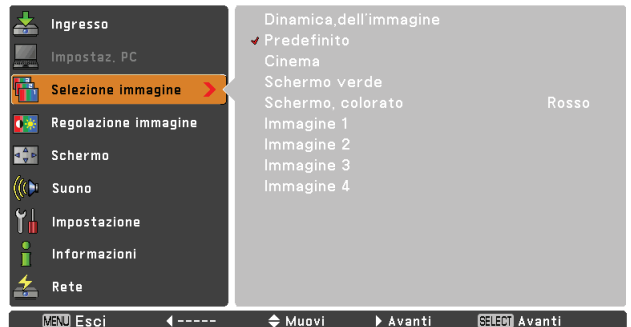 Ingresso
Impostaz. PC
Selezione immagine
Regolazione immagine
Schermo
Suono
Impostazione
Informazioni
Rete
Dinamica,dell'immagine
Predefinito
Cinema
Schermo verde
Schermo, colorato Rosso
Immagine 1
Immagine 2
Immagine 3
Immagine 4
MENU Esci ----- Muovi Avanti SELECT Avanti